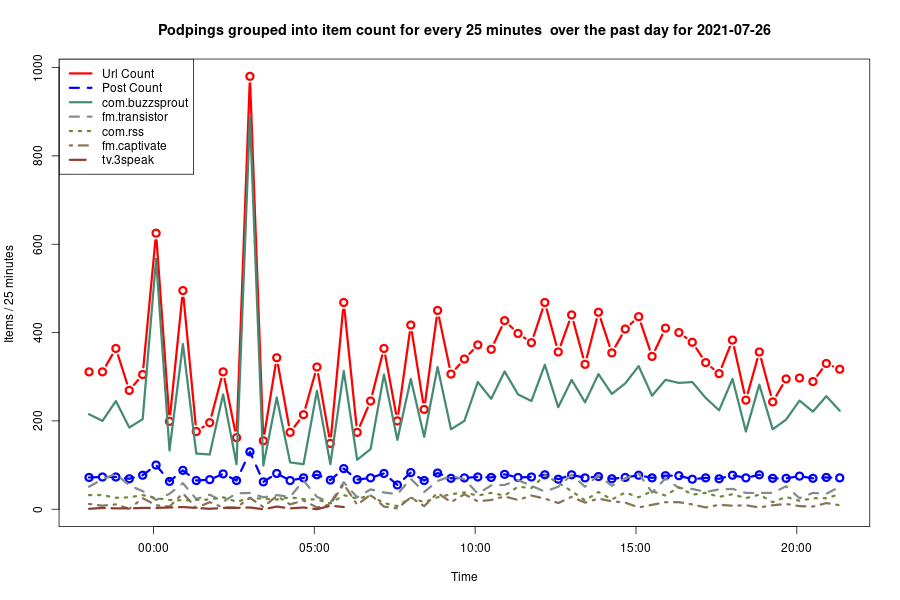 Podpings grouped into item count for every 25 minutes  over the past day for 2021-07-26
Url Count
Post Count
com.buzzsprout
fm.transistor
com.rss
fm.captivate
tv.3speak
Items / 25 minutes
1000
800
600
400
200
0
00:00
05:00
10:00
15:00
20:00
Time